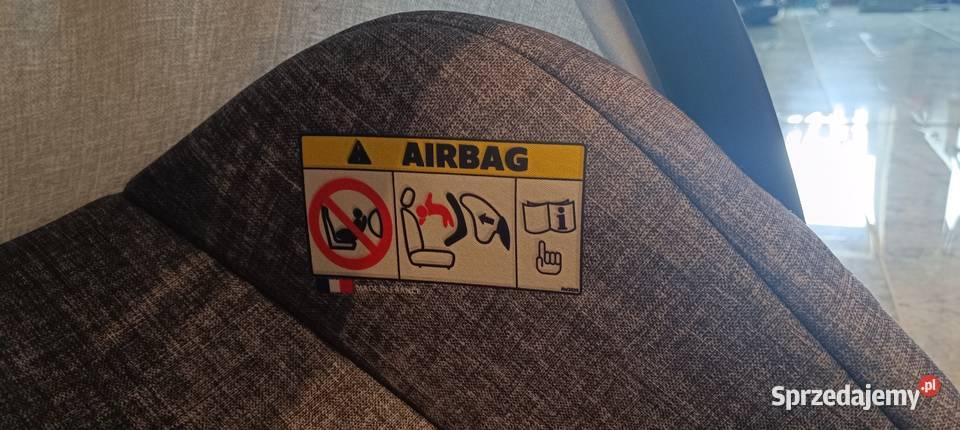 AIRBAG
i
MADE IN FRANCE
Sprzedajemy.pl